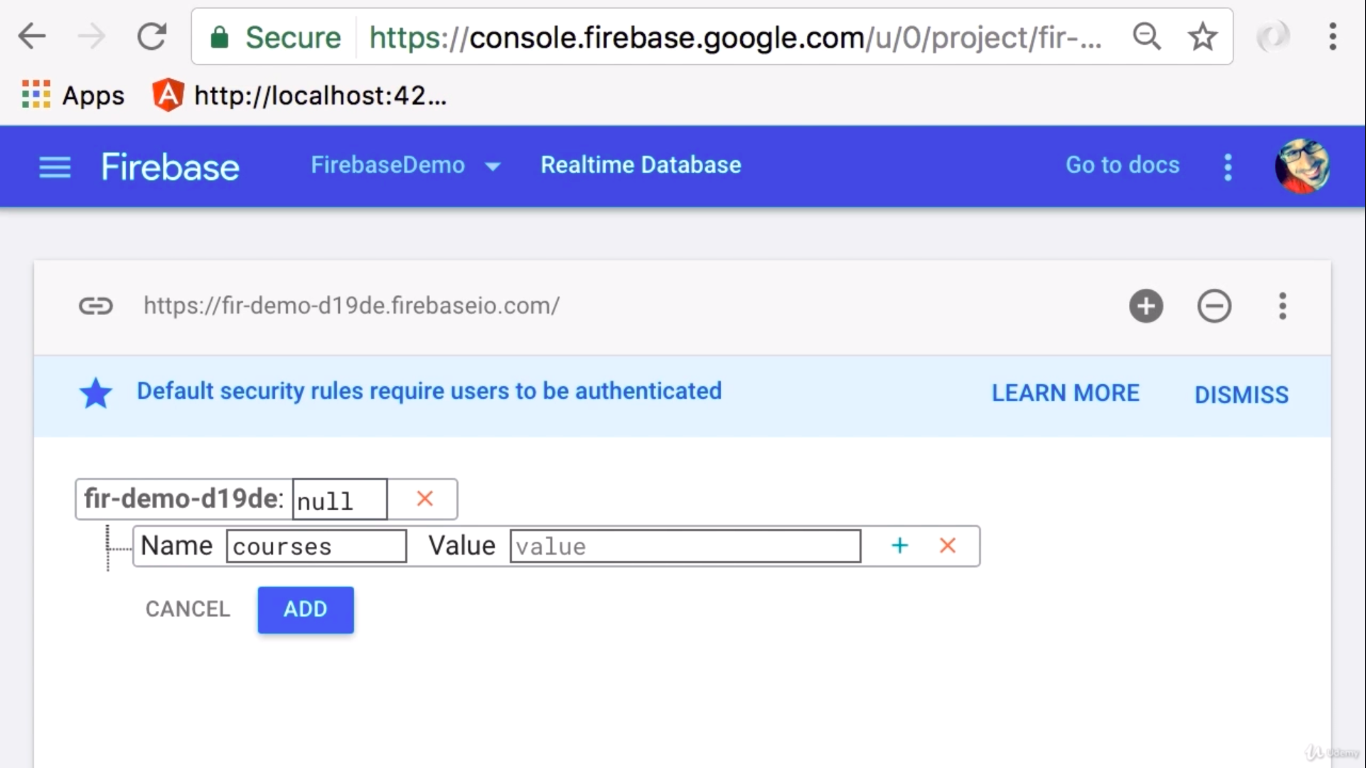 Secure https://console.firebase.google.com/u/0/project/fir-...
Apps http://localhost:42...
Firebase FirebaseDemo Realtime Database Go to docs
https://fir-demo-d19de.firebaseio.com/
Default security rules require users to be authenticated LEARN MORE DISMISS
fir-demo-d19de: null
Name courses Value value
CANCEL ADD
Udemy